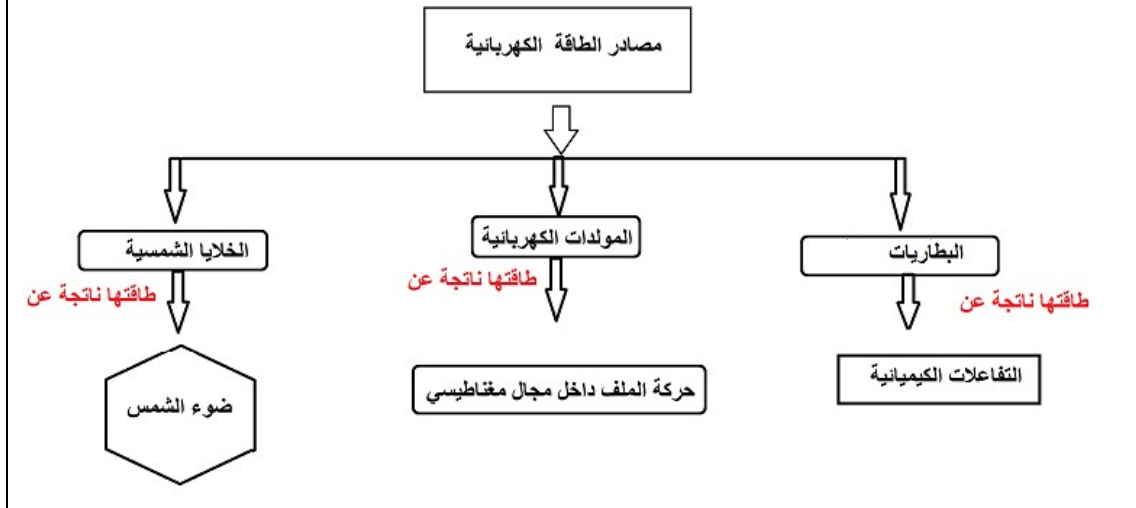 مصادر الطاقة الكهربائية
البطاريات
المولدات الكهربائية
الخلايا الشمسية
طاقتها ناتجة عن
طاقتها ناتجة عن
طاقتها ناتجة عن
التفاعلات الكيميائية
حركة الملف داخل مجال مغناطيسي
ضوء الشمس